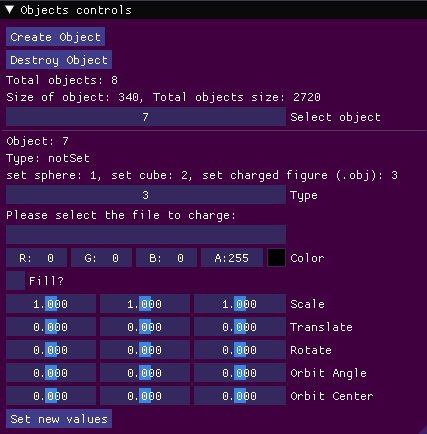 Objects controls
Create Object
Destroy Object
Total objects: 8
Size of object: 340, Total objects size: 2720
7 Select object
Object: 7
Type: notSet
set sphere: 1, set cube: 2, set charged figure (.obj): 3
3 Type
Please select the file to charge:
R: 0 G: 0 B: 0 A:255 Color
Fill?
1.000 1.000 1.000 Scale
0.000 0.000 0.000 Translate
0.000 0.000 0.000 Rotate
0.000 0.000 0.000 Orbit Angle
0.000 0.000 0.000 Orbit Center
Set new values